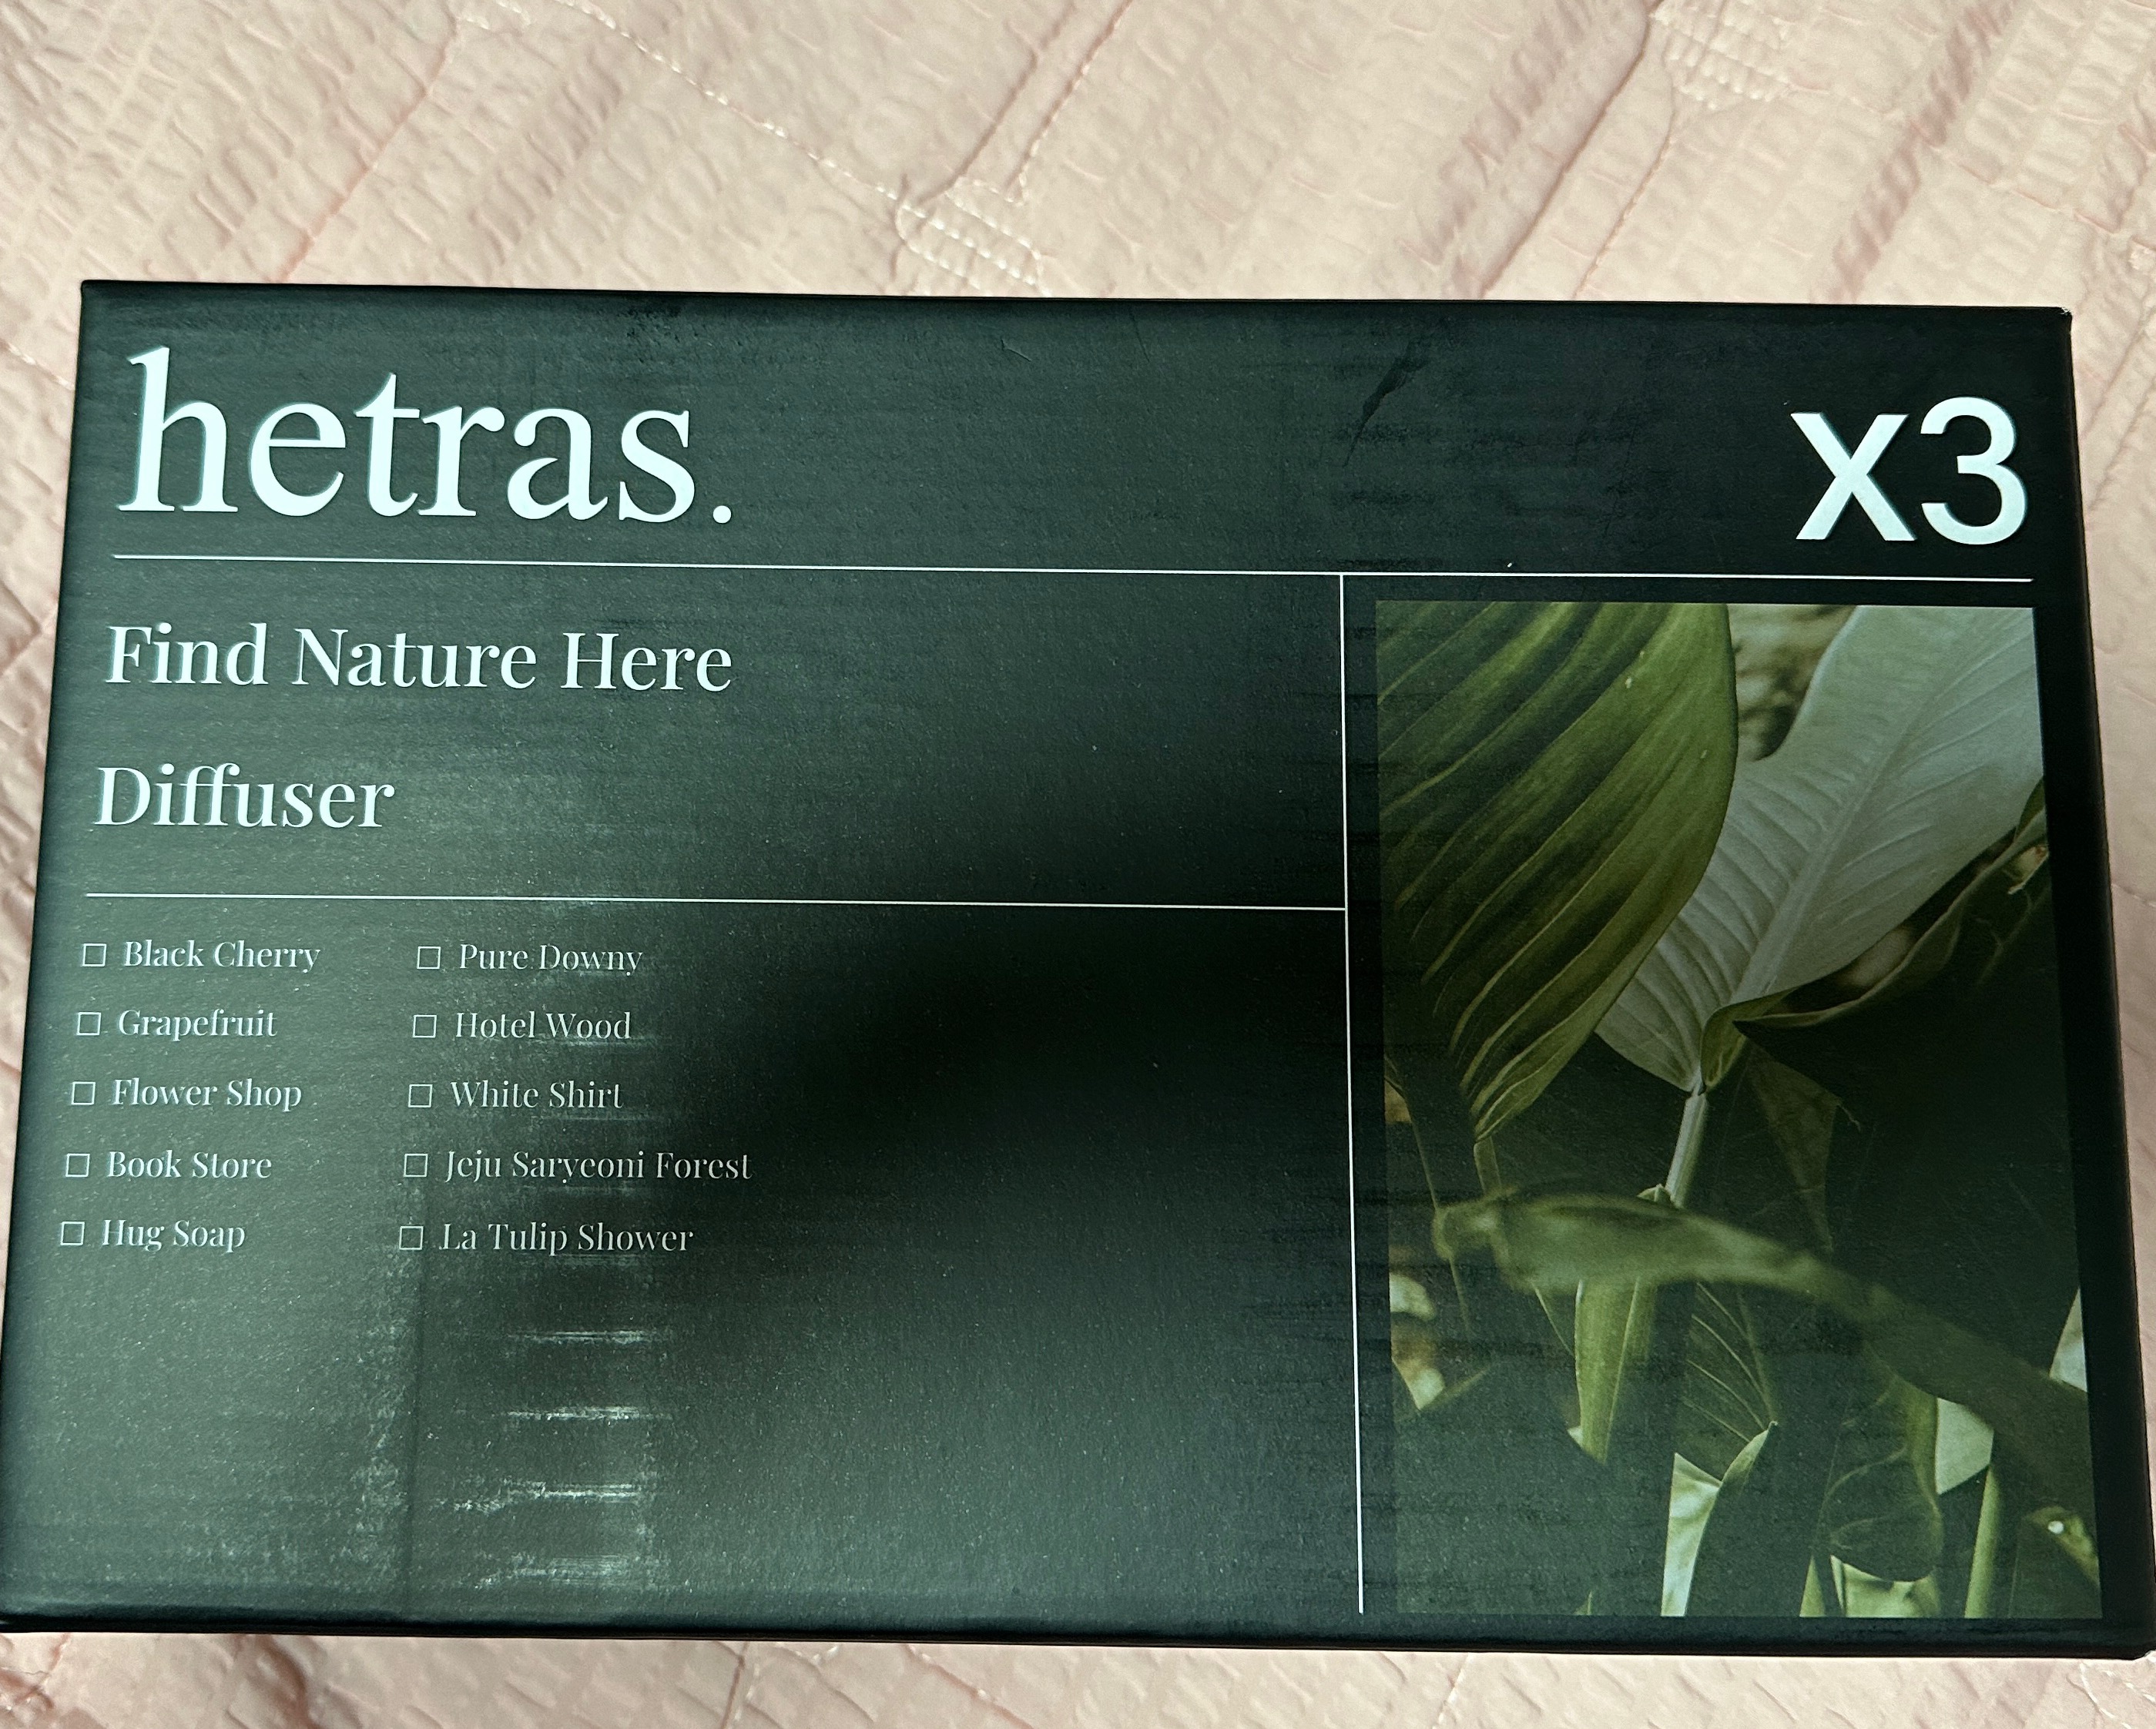 hetras.
x3
Find Nature Here
Diffuser
□ Black Cherry
□ Grapefruit
□ Flower Shop
□ Book Store
□ Hug Soap
□ Pure Downy
□ Hotel Wood
□ White Shirt
□ Jeju Saryeoni Forest
□ La Tulip Shower